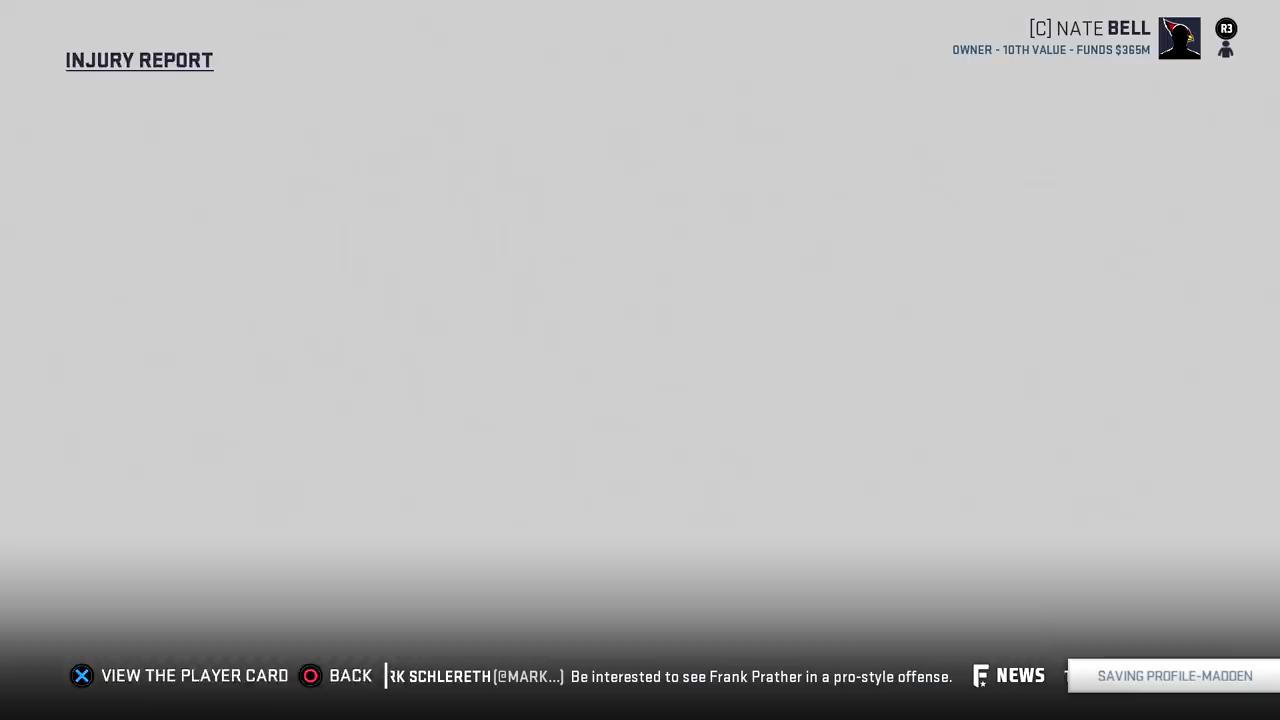 [C] NATE BELL
R3
INJURY REPORT
OWNER - 10TH VALUE - FUNDS $365M
VIEW THE PLAYER CARD
BACK
RK SCHLERETH (@MARK...) Be interested to see Frank Prather in a pro-style offense.
NEWS
SAVING PROFILE-MADDEN